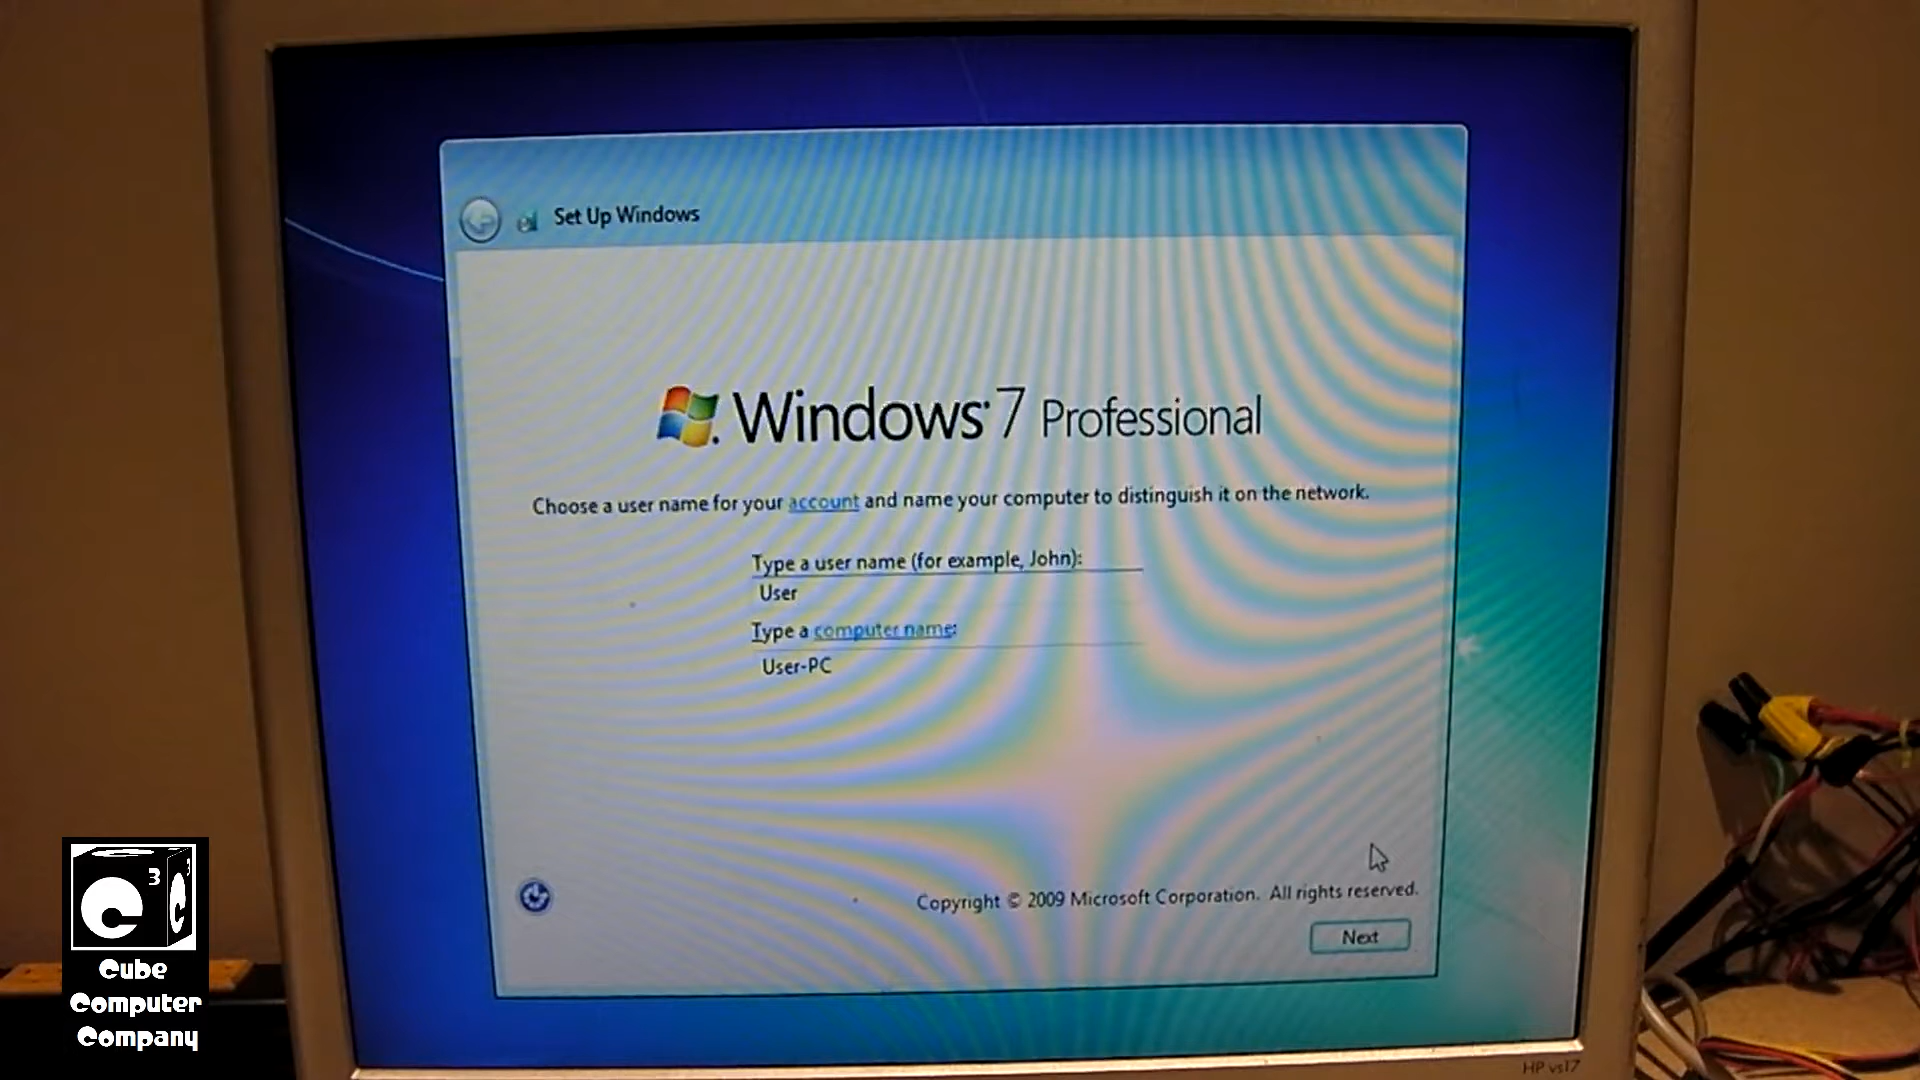 Set Up Windows
Windows 7 Professional
Choose a user name for your account and name your computer to distinguish it on the network.
Type a user name (for example, John):
User
Type a computer name:
User-PC
Copyright © 2009 Microsoft Corporation. All rights reserved.
Next
HP vs17
C 3 C 3
Cube
Computer
Company